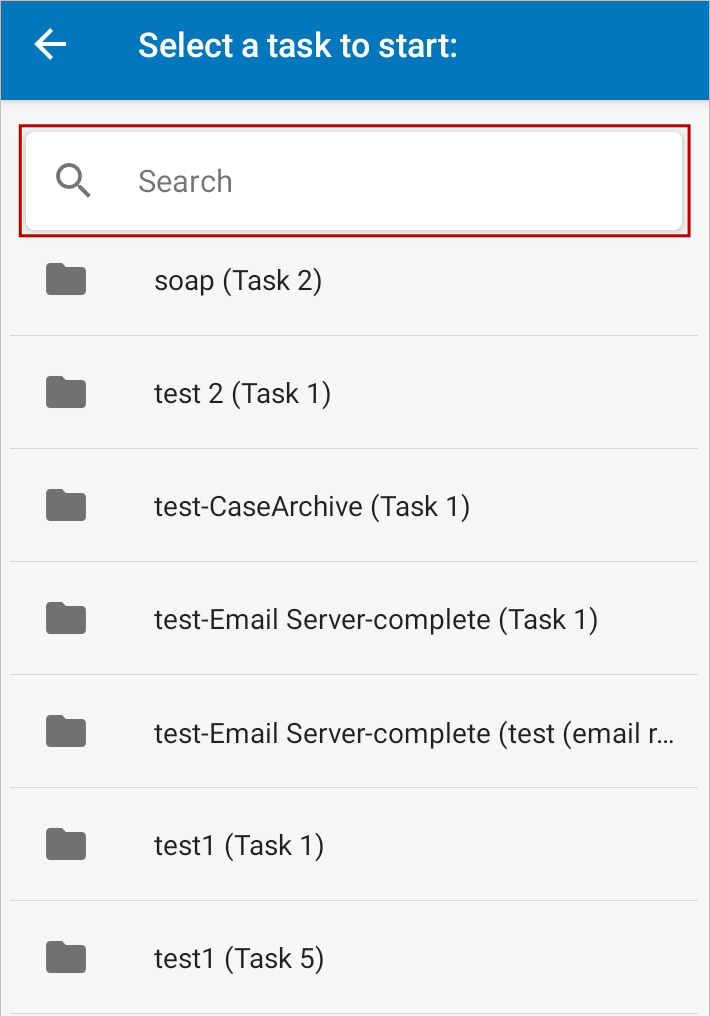 Select a task to start:
Search
soap (Task 2)
test 2 (Task 1)
test-CaseArchive (Task 1)
test-Email Server-complete (Task 1)
test-Email Server-complete (test (email r...
test1 (Task 1)
test1 (Task 5)